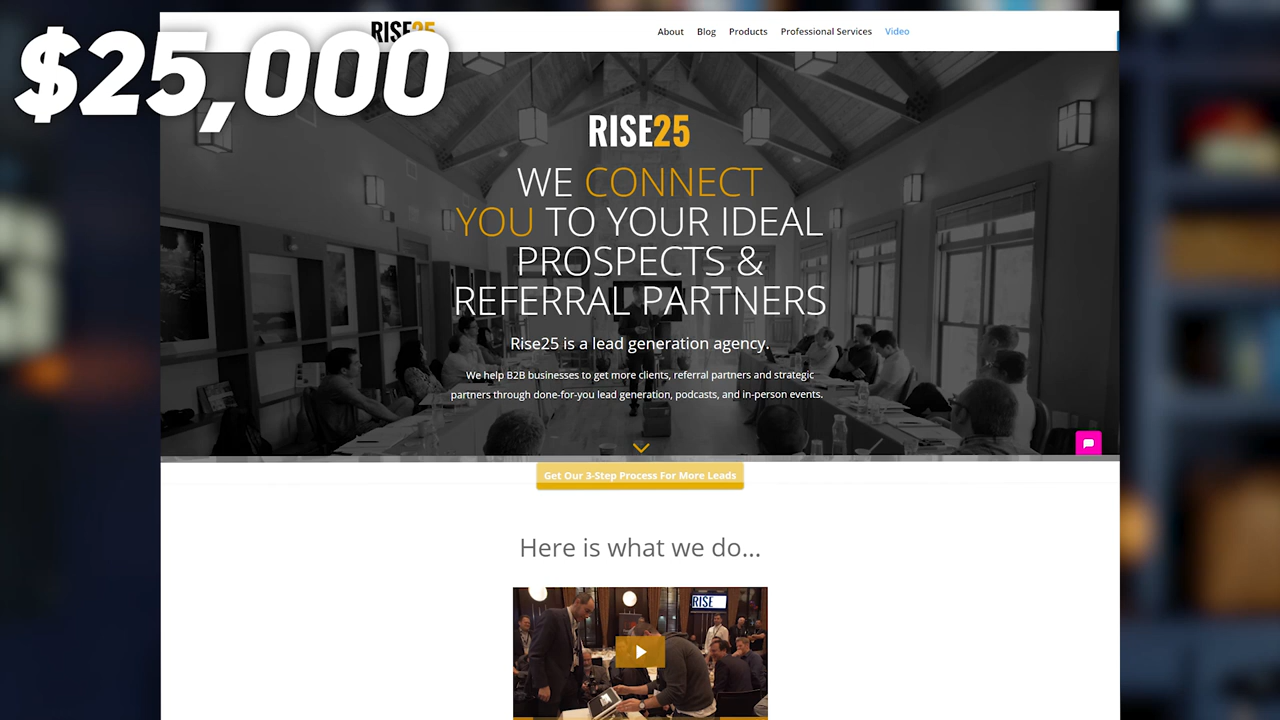 $25,000
RISE25
About Blog Products Professional Services Video
RISE25
WE CONNECT
YOU TO YOUR IDEAL
PROSPECTS &
REFERRAL PARTNERS
Rise25 is a lead generation agency.
We help B2B businesses to get more clients, referral partners and strategic
partners through done-for-you lead generation, podcasts, and in-person events.
Get Our 3-Step Process For More Leads
Here is what we do...
RISE